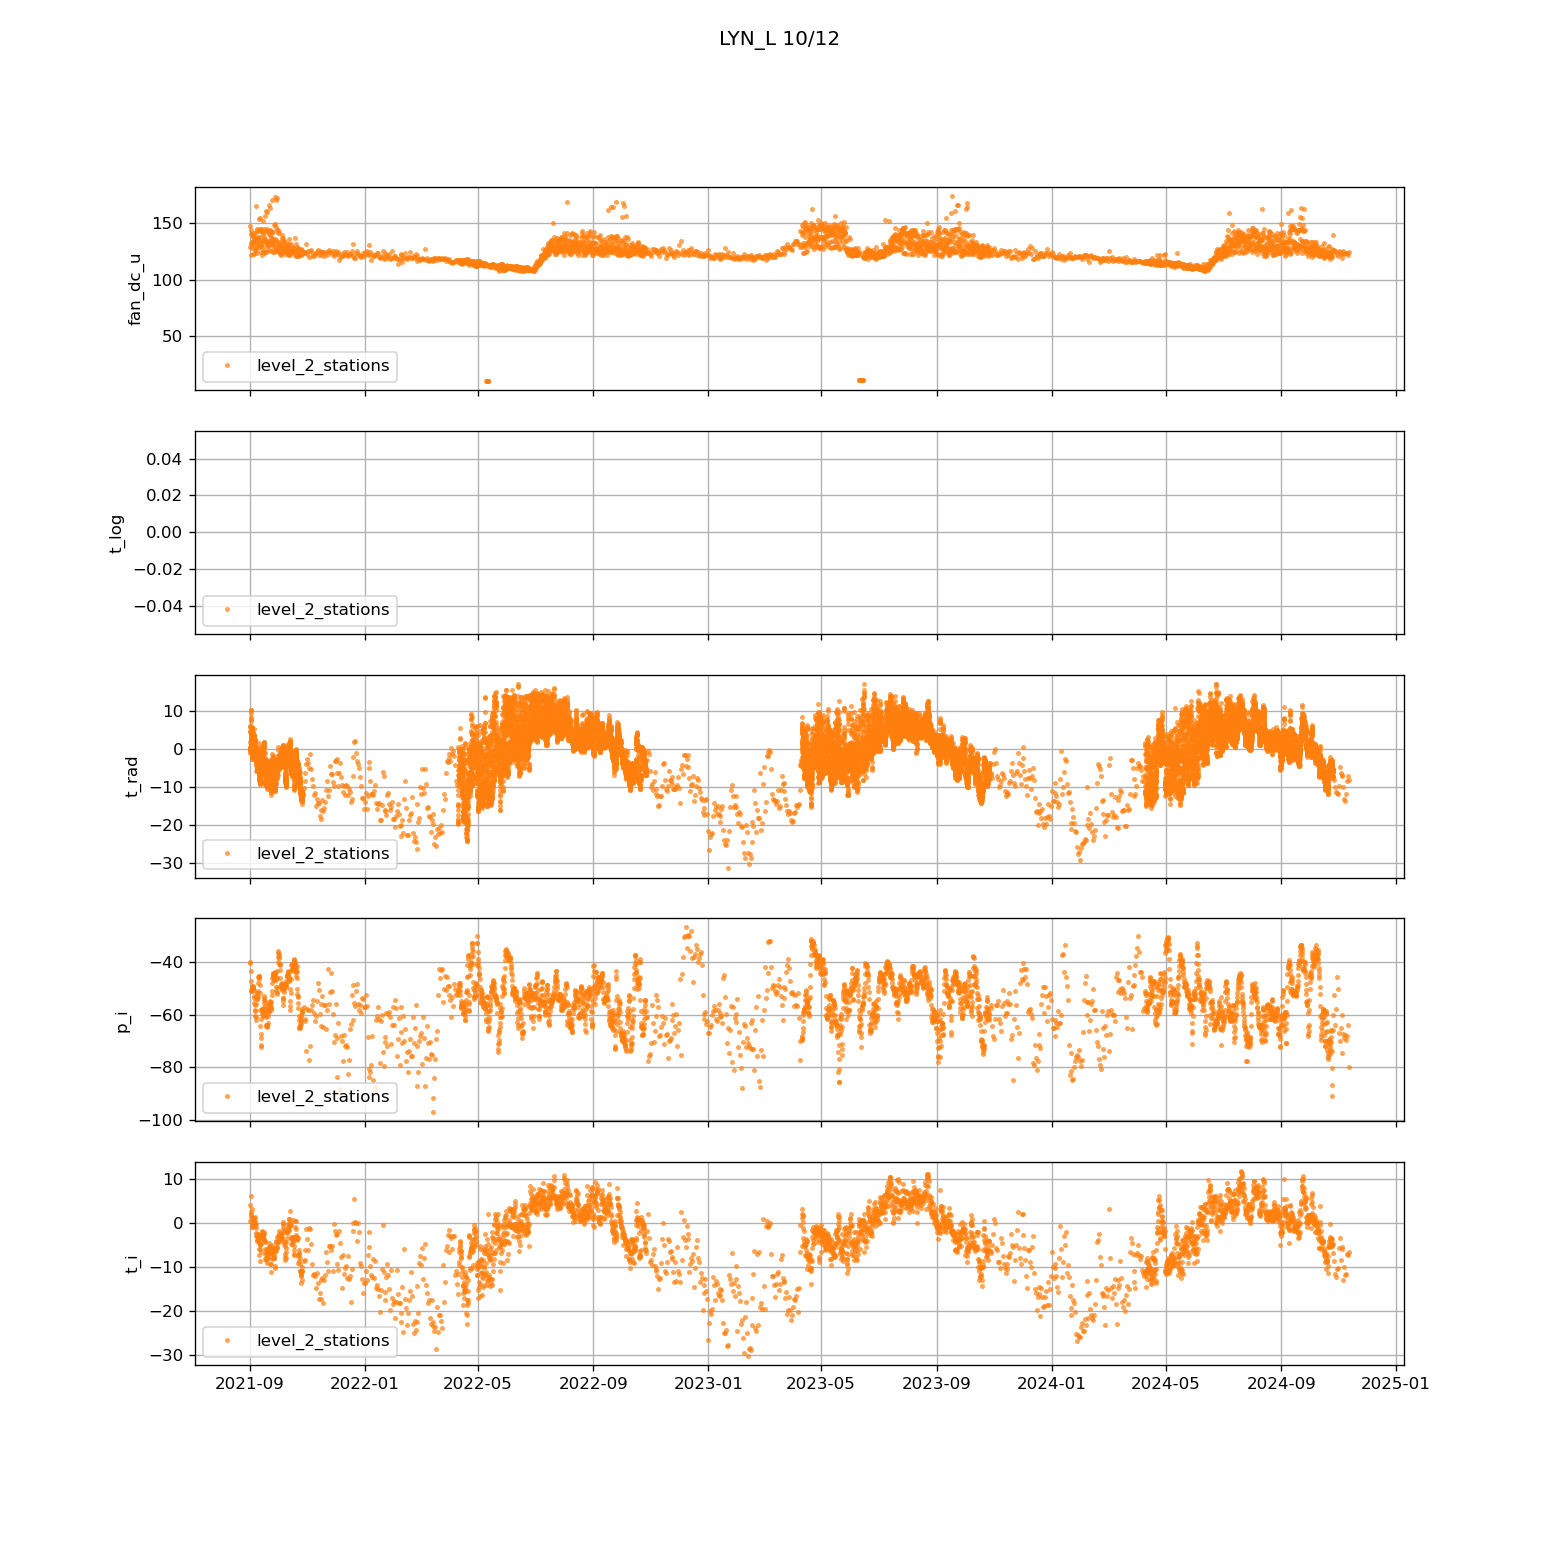 LYN_L 10/12
fan_dc_u
150
100
50
level_2_stations
t_log
0.04
0.02
0.00
−0.02
−0.04
level_2_stations
t_rad
10
0
−10
−20
−30
level_2_stations
p_i
−40
−60
−80
−100
level_2_stations
t_i
10
0
−10
−20
−30
level_2_stations
2021-09 2022-01 2022-05 2022-09 2023-01 2023-05 2023-09 2024-01 2024-05 2024-09 2025-01